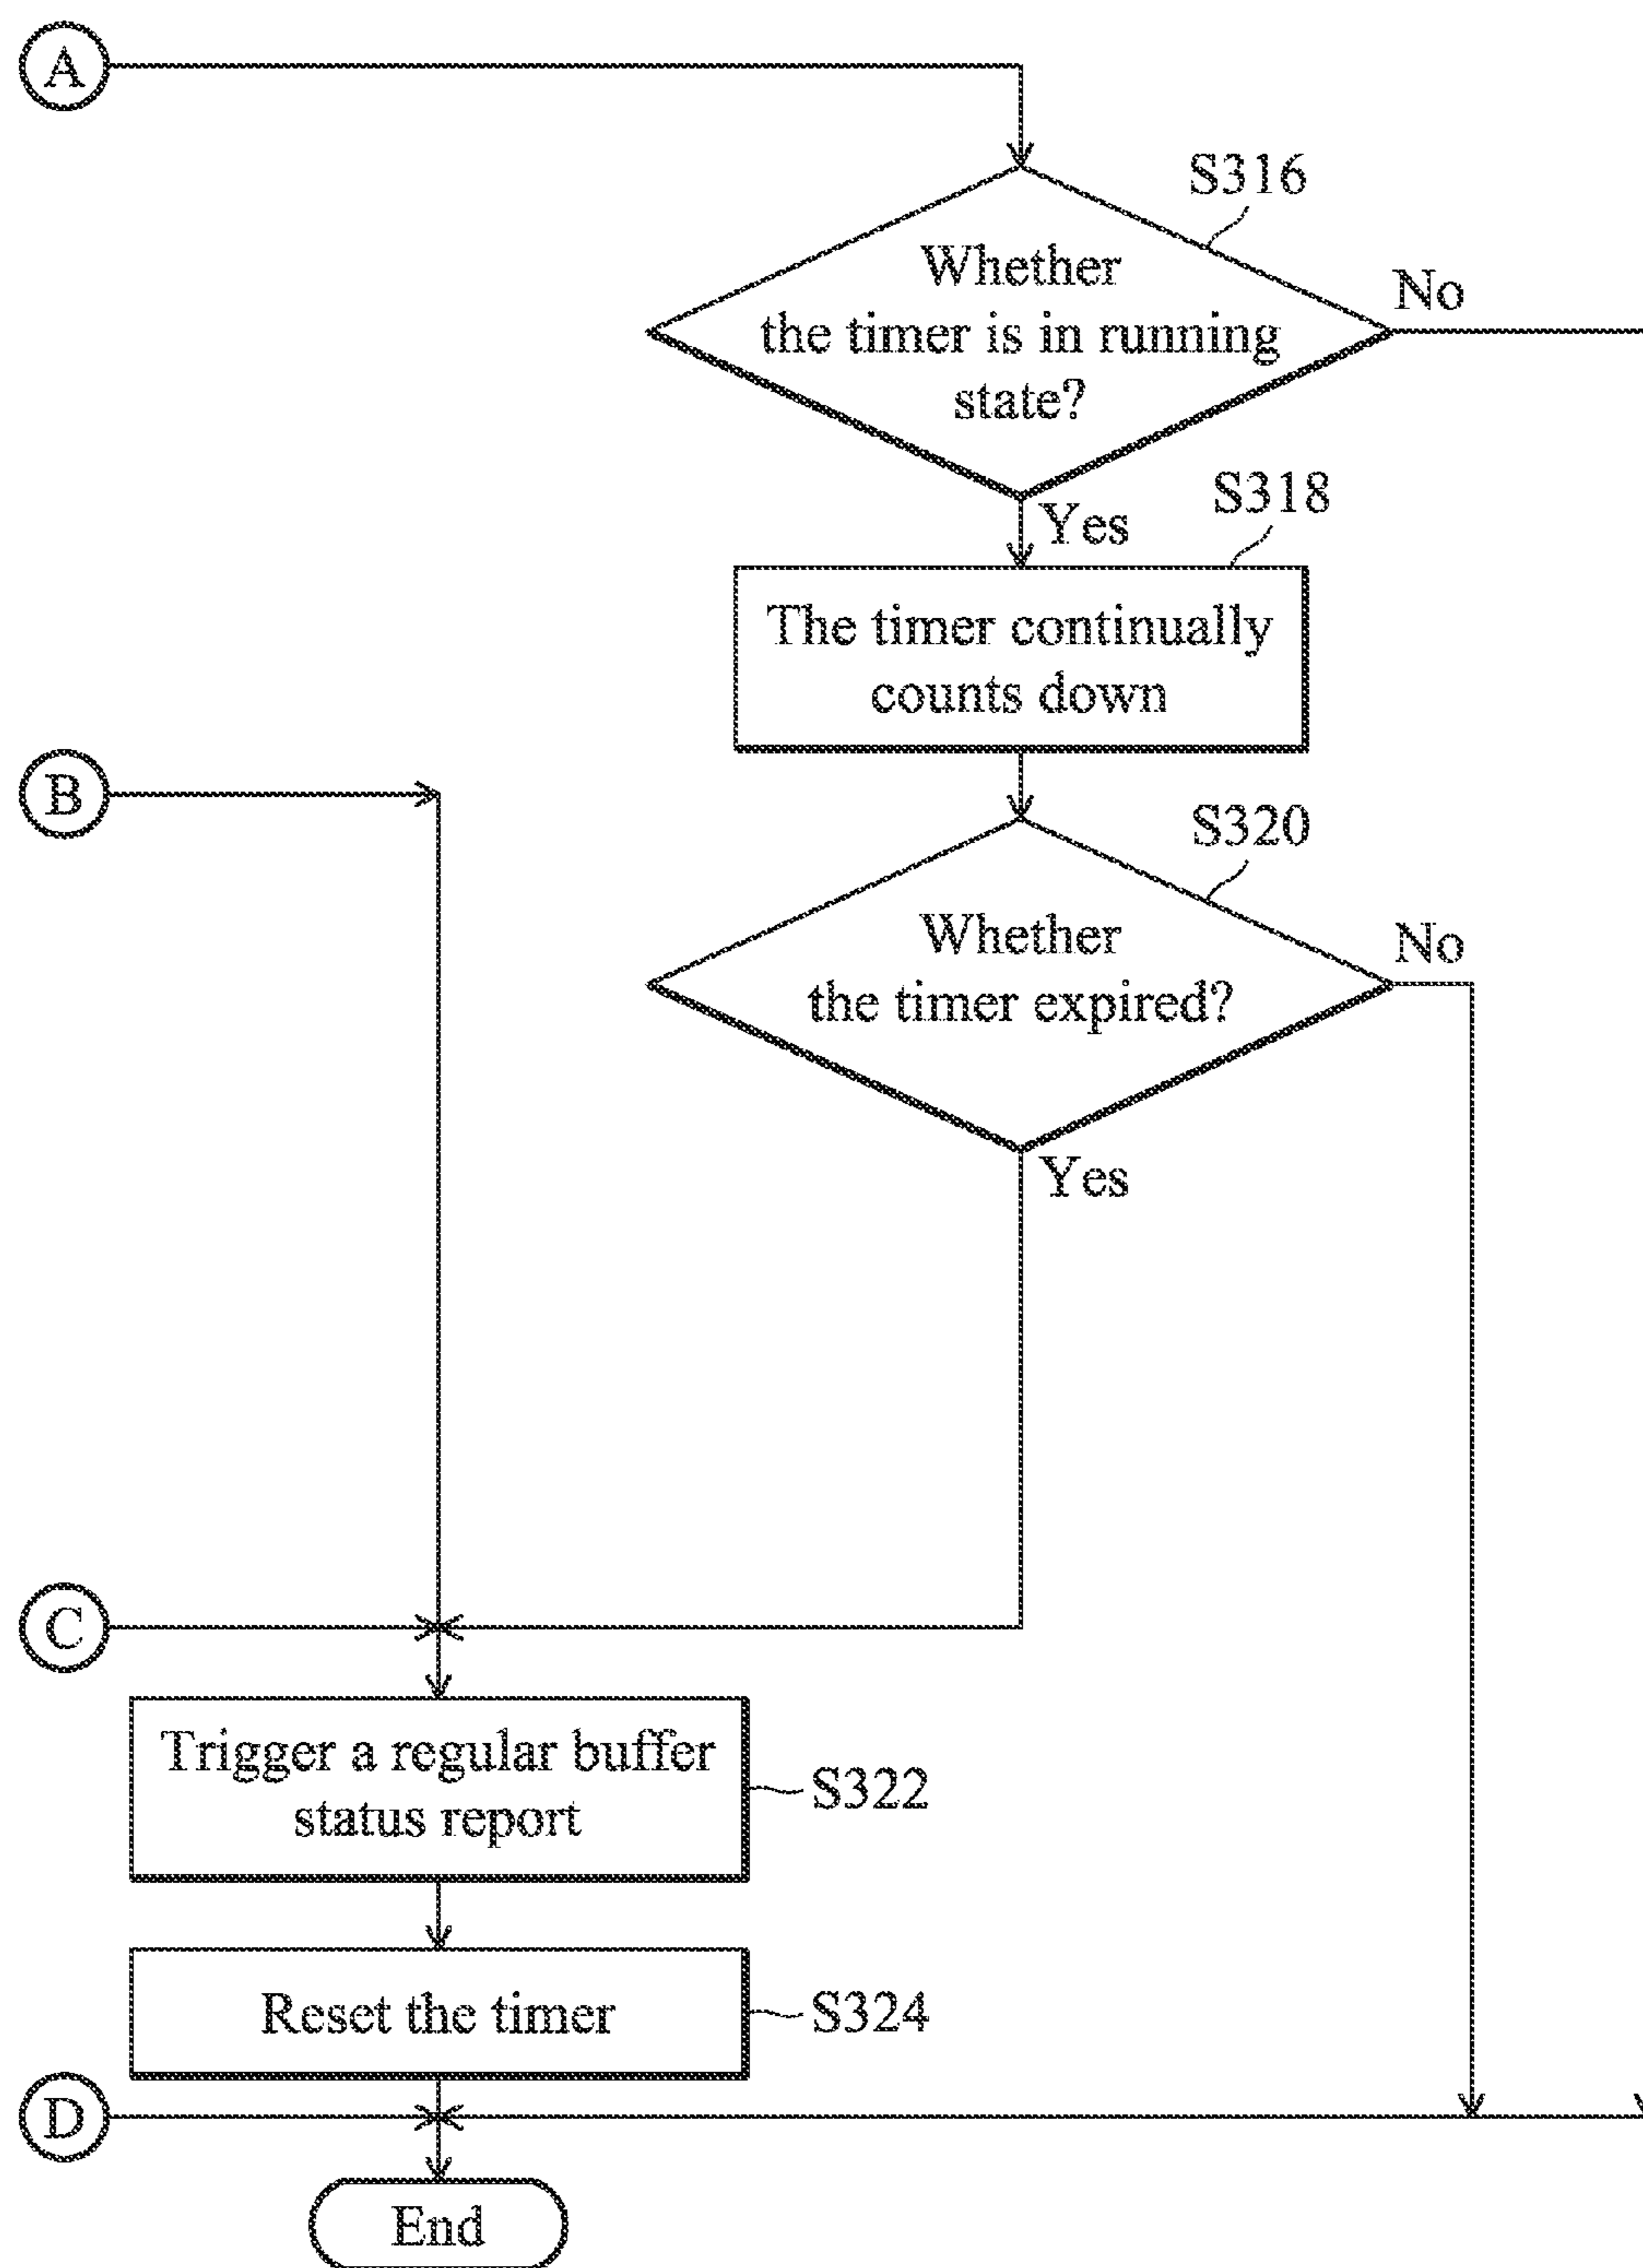 A
S316
Whether
the timer is in running
state?
No
Yes
S318
The timer continually
counts down
B
S320
Whether
the timer expired?
No
Yes
C
Trigger a regular buffer
status report
S322
Reset the timer
S324
D
End